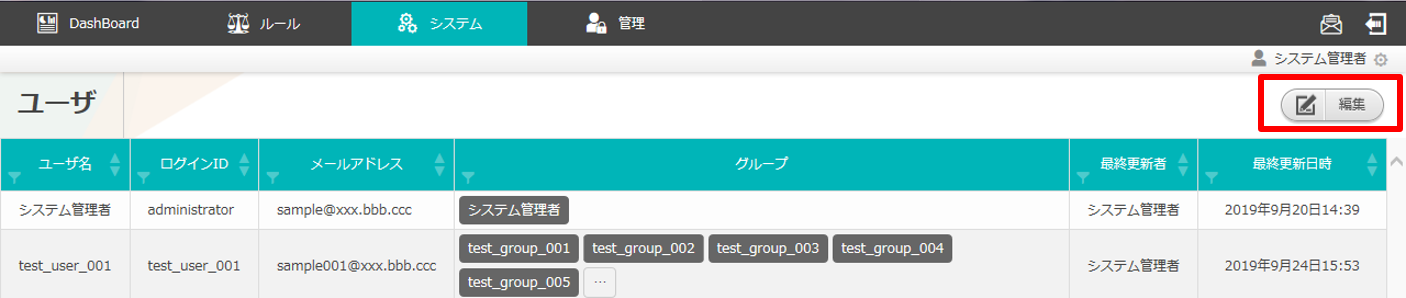 DashBoard ルール システム 管理
システム管理者
ユーザ
編集
ユーザ名 ログインID メールアドレス グループ 最終更新者 最終更新日時
システム管理者 administrator sample@xxx.bbb.ccc システム管理者 システム管理者 2019年9月20日14:39
test_group_001 test_group_002 test_group_003 test_group_004
test_user_001 test_user_001 sample001@xxx.bbb.ccc システム管理者 2019年9月24日15:53
test_group_005 ...